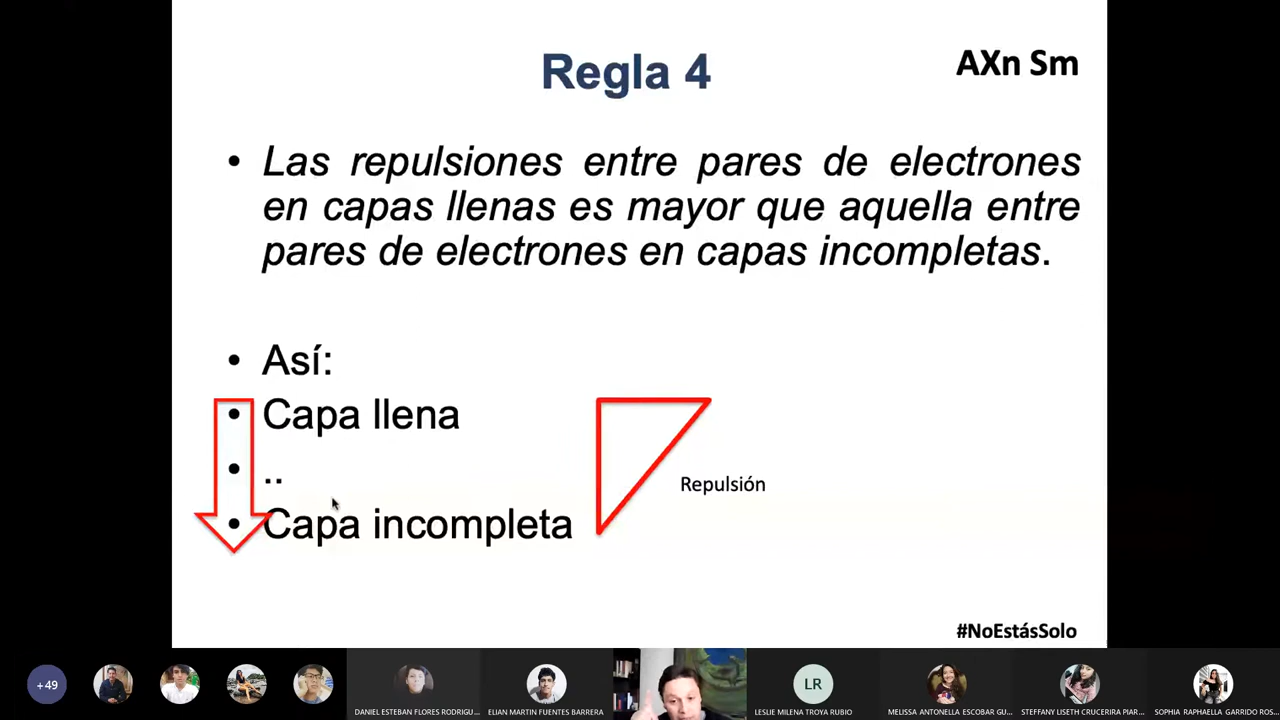 Regla 4
AXn Sm
• Las repulsiones entre pares de electrones
en capas llenas es mayor que aquella entre
pares de electrones en capas incompletas.
• Así:
• Capa llena
• ..
• Capa incompleta
Repulsión
#NoEstásSolo
+49
DANIEL ESTEBAN FLORES RODRIGU...
ELIAN MARTIN FUENTES BARRERA
LR
LESLIE MILENA TROYA RUBIO
MELISSA ANTONELLA ESCOBAR GU...
STEFFANY LISETH CRUCERIRA PIAR...
SOPHIA RAPHAELLA GARRIDO ROS...